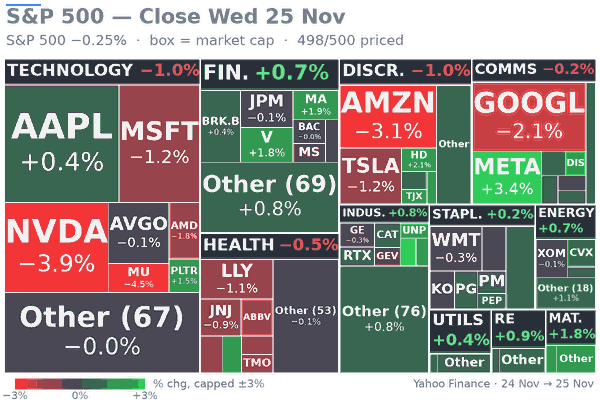 S&P 500 — Close Wed 25 Nov
S&P 500 −0.25% · box = market cap · 498/500 priced
TECHNOLOGY −1.0%
AAPL
+0.4%
MSFT
−1.2%
NVDA
−3.9%
AVGO
−0.1%
AMD
−1.8%
MU
−4.5%
PLTR
+1.5%
Other (67)
−0.0%
FIN. +0.7%
BRK.B
+0.4%
JPM
−0.1%
MA
+1.9%
V
+1.8%
BAC
−0.0%
MS
Other (69)
+0.8%
HEALTH −0.5%
LLY
−1.1%
JNJ
−0.9%
ABBV
TMO
Other (53)
−0.1%
DISCR. −1.0%
AMZN
−3.1%
TSLA
−1.2%
HD
+2.1%
TJX
Other
COMMS −0.2%
GOOGL
−2.1%
META
+3.4%
DIS
INDUS. +0.8%
GE
−0.3%
CAT
UNP
RTX
GEV
Other (76)
+0.8%
STAPL. +0.2%
WMT
−0.3%
KO
PG
PM
PEP
ENERGY
+0.7%
XOM
−0.1%
CVX
Other (18)
+1.1%
UTILS
+0.4%
Other
RE
+0.9%
Other
MAT.
+1.8%
Other
−3%
0%
+3%
% chg, capped ±3%
Yahoo Finance · 24 Nov → 25 Nov